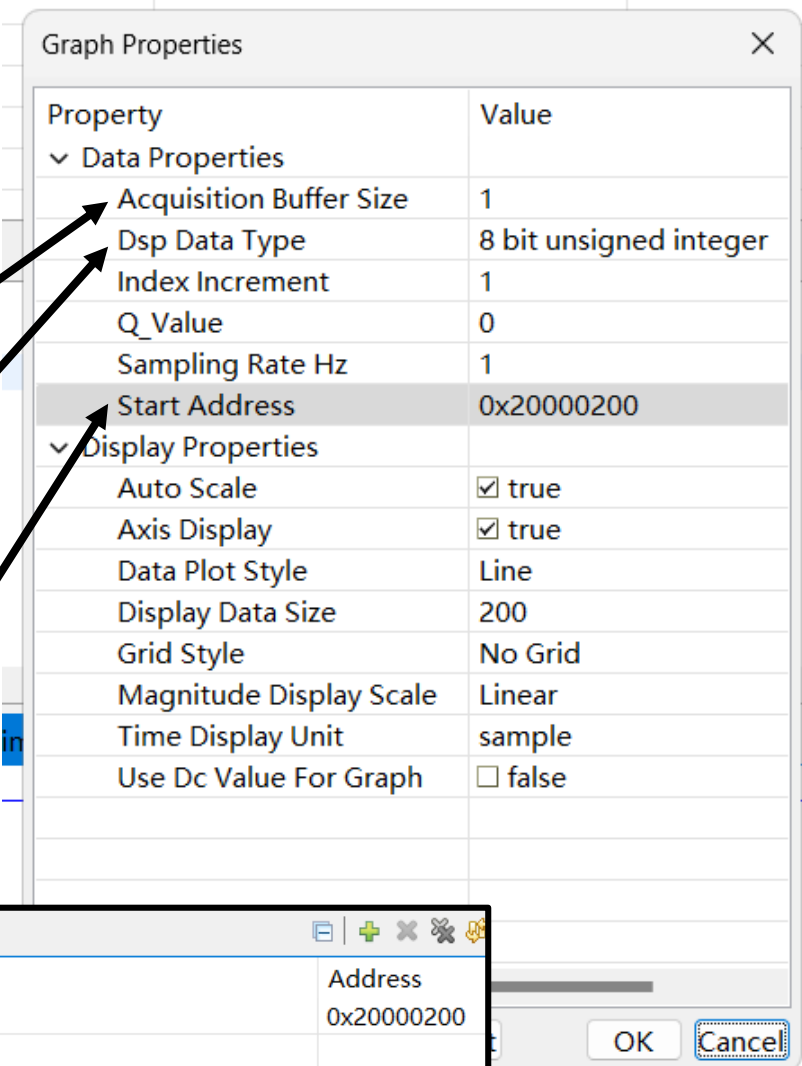 Graph Properties
Property Value
Data Properties
Acquisition Buffer Size 1
Dsp Data Type 8 bit unsigned integer
Index Increment 1
Q_Value 0
Sampling Rate Hz 1
Start Address 0x20000200
Display Properties
Auto Scale true
Axis Display true
Data Plot Style Line
Display Data Size 200
Grid Style No Grid
Magnitude Display Scale Linear
Time Display Unit sample
Use Dc Value For Graph false
Address
0x20000200
OK Cancel